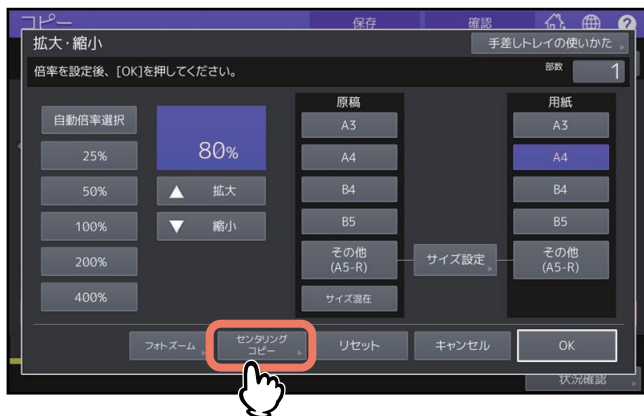 コピー
保存
確認
拡大・縮小
手差しトレイの使いかた
倍率を設定後、[OK]を押してください。
部数
1
原稿
用紙
自動倍率選択
80%
A3
A3
25%
A4
A4
50%
拡大
B4
B4
100%
縮小
B5
B5
200%
その他
(A5-R)
サイズ設定
その他
(A5-R)
400%
サイズ混在
フォトズーム
センタリング
コピー
リセット
キャンセル
OK
状況確認